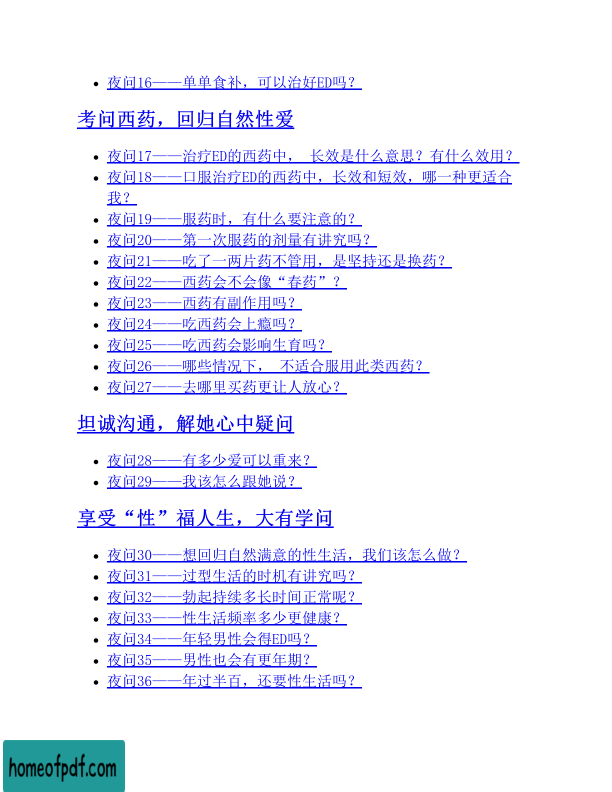 夜问16——单单食补，可以治好ED吗？
考问西药，回归自然性爱
夜问17——治疗ED的西药中， 长效是什么意思？有什么效用？
夜问18——口服治疗ED的西药中，长效和短效，哪一种更适合
我？
夜问19——服药时，有什么要注意的？
夜问20——第一次服药的剂量有讲究吗？
夜问21——吃了一两片药不管用，是坚持还是换药？
夜问22——西药会不会像“春药”？
夜问23——西药有副作用吗？
夜问24——吃西药会上瘾吗？
夜问25——吃西药会影响生育吗？
夜问26——哪些情况下， 不适合服用此类西药？
夜问27——去哪里买药更让人放心？
坦诚沟通，解她心中疑问
夜问28——有多少爱可以重来？
夜问29——我该怎么跟她说？
享受“性”福人生，大有学问
夜问30——想回归自然满意的性生活，我们该怎么做？
夜问31——过型生活的时机有讲究吗？
夜问32——勃起持续多长时间正常呢？
夜问33——性生活频率多少更健康？
夜问34——年轻男性会得ED吗？
夜问35——男性也会有更年期？
夜问36——年过半百，还要性生活吗？
homeofpdf.com